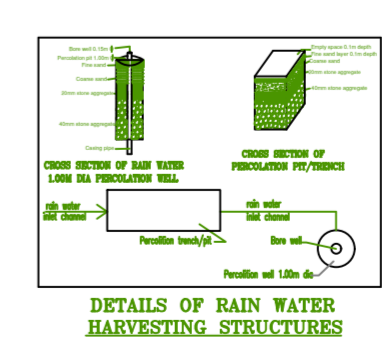 Bore well 0.15m
Percolation pit 1.00m
Fine sand
Coarse sand
20mm stone aggregate
40mm stone aggregate
Casing pipe
CROSS SECTION OF RAIN WATER
1.00M DIA PERCOLATION WELL
Empty space 0.1m depth
Fine sand layer 0.1m depth
Coarse sand
20mm stone aggregate
40mm stone aggregate
CROSS SECTION OF
PERCOLATION PIT/TRENCH
rain water
inlet channel
Percolition trench/pit
rain water
inlet channel
Bore well
Percolition well 1.00m dia
DETAILS OF RAIN WATER
HARVESTING STRUCTURES